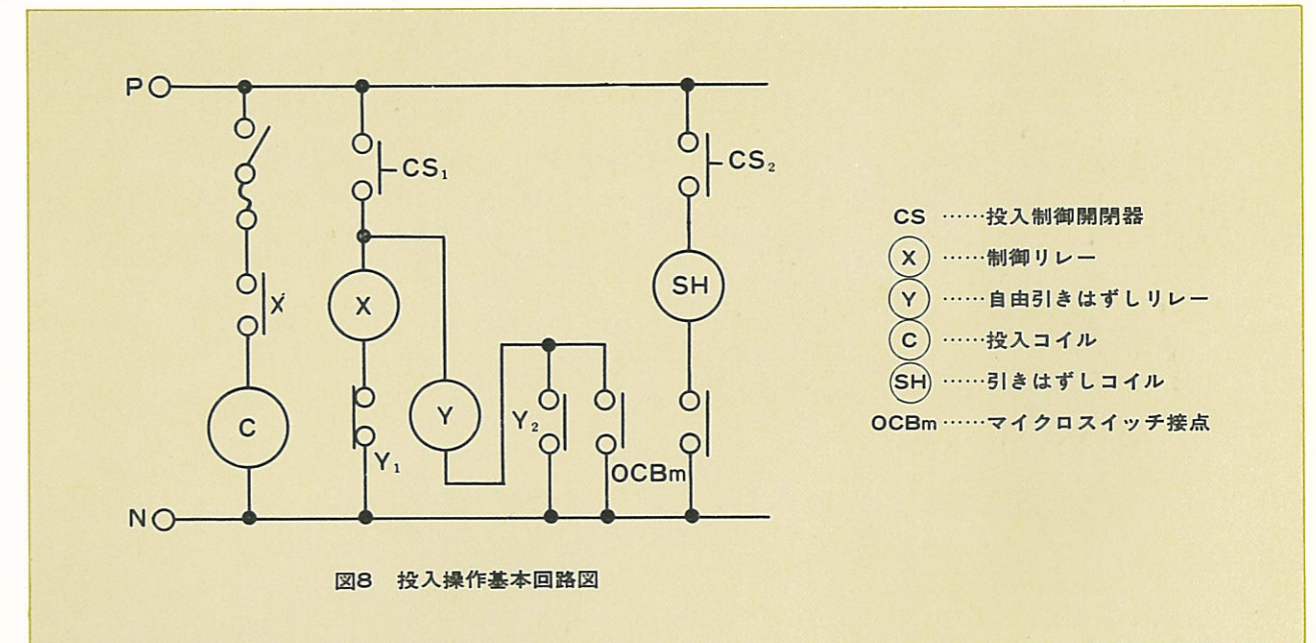 P
CS₁
CS₂
X
X
SH
C
Y
Y₁
Y₂
OCBm
N
CS ……投入制御開閉器
X ……制御リレー
Y ……自由引きはずしリレー
C ……投入コイル
SH ……引きはずしコイル
OCBm ……マイクロスイッチ接点
図8 投入操作基本回路図